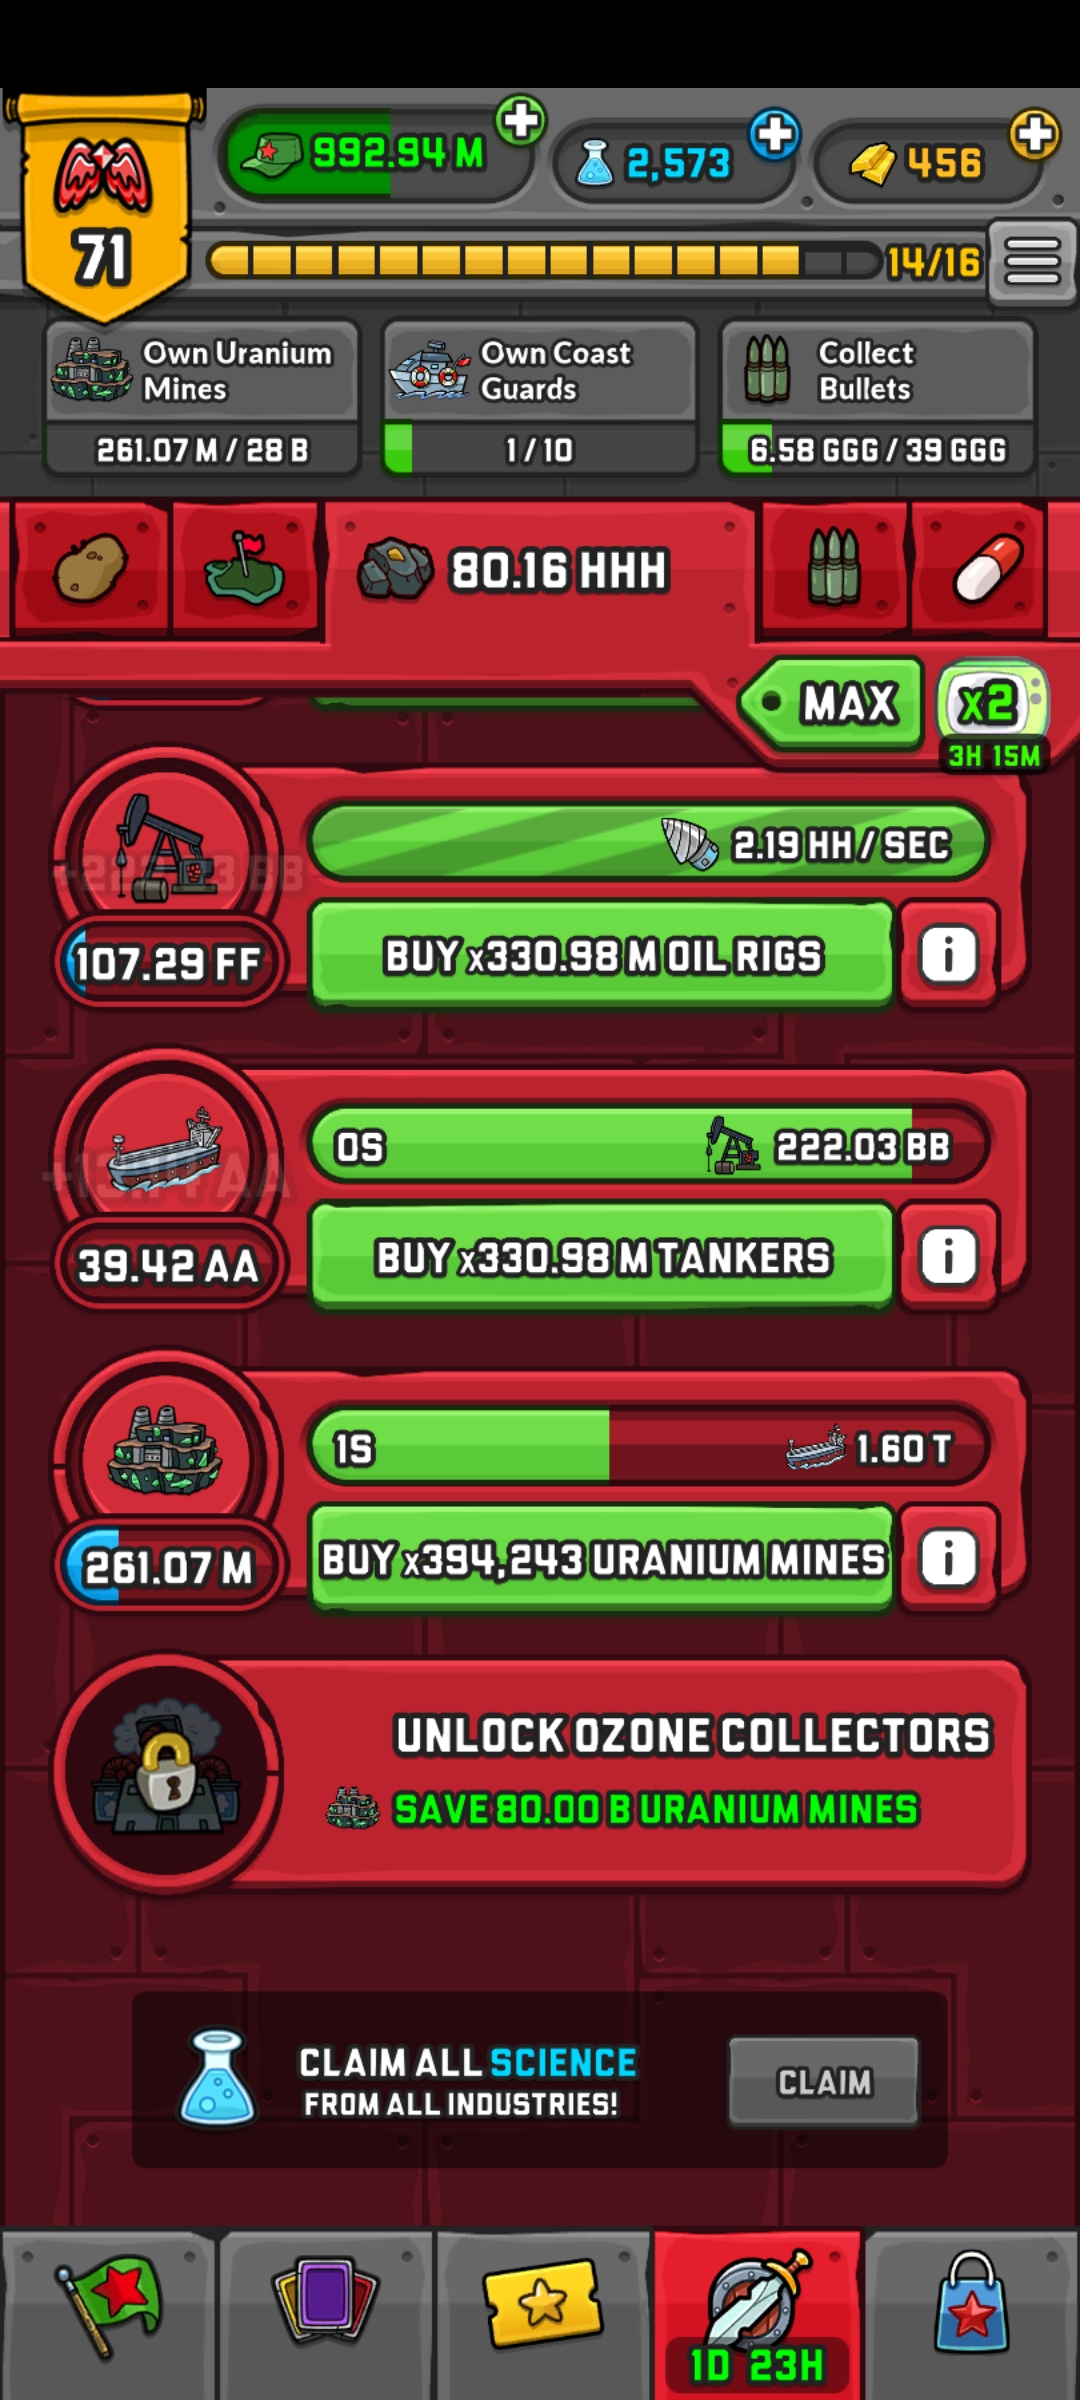 992.94 M
2,573
456
71
14/16
Own Uranium
Mines
261.07 M / 28 B
Own Coast
Guards
1/10
Collect
Bullets
6.58 GGG / 39 GGG
80.16 HHH
MAX
x2
3H 15M
2.19 HH / SEC
107.29 FF
BUY x330.98 M OIL RIGS
i
0S
222.03 BB
39.42 AA
BUY x330.98 M TANKERS
i
1S
1.60 T
261.07 M
BUY x394,243 URANIUM MINES
i
UNLOCK OZONE COLLECTORS
SAVE 80.00 B URANIUM MINES
CLAIM ALL SCIENCE
FROM ALL INDUSTRIES!
CLAIM
1D 23H